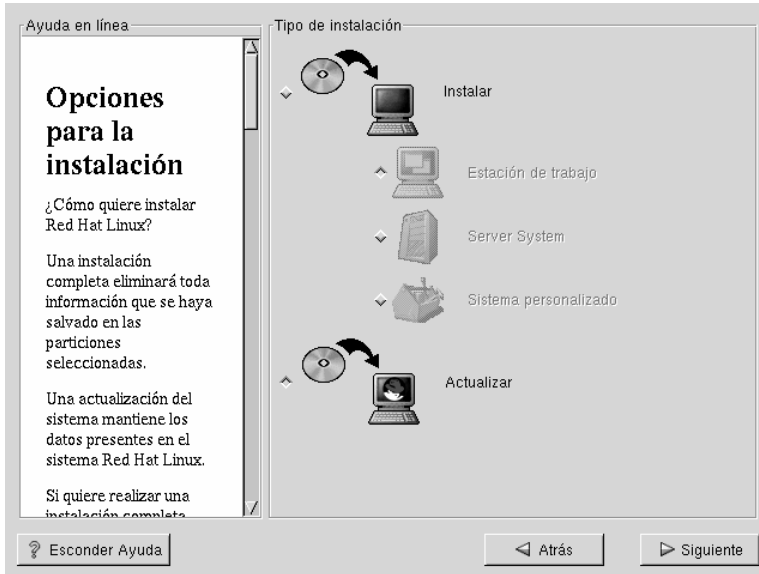 Ayuda en línea
Opciones
para la
instalación
¿Cómo quiere instalar
Red Hat Linux?
Una instalación
completa eliminará toda
información que se haya
salvado en las
particiones
seleccionadas.
Una actualización del
sistema mantiene los
datos presentes en el
sistema Red Hat Linux.
Si quiere realizar una
instalación completa
Tipo de instalación
Instalar
Estación de trabajo
Server System
Sistema personalizado
Actualizar
Esconder Ayuda
Atrás
Siguiente